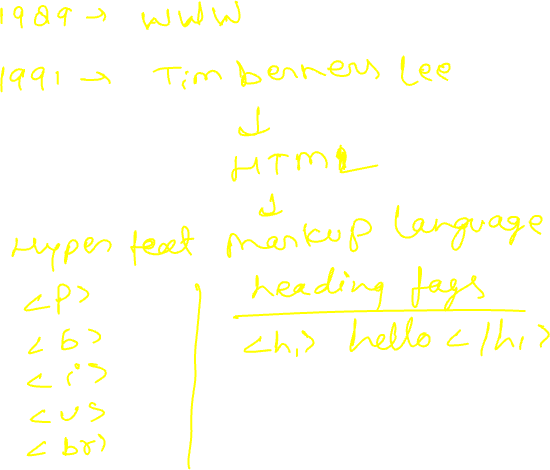 1989 → WWW
1991 → Tim berners Lee
↓
HTML
↓
Hyper text markup language
<p>
<b>
<i>
<u>
<br>
heading tags
<h1> hello </h1>